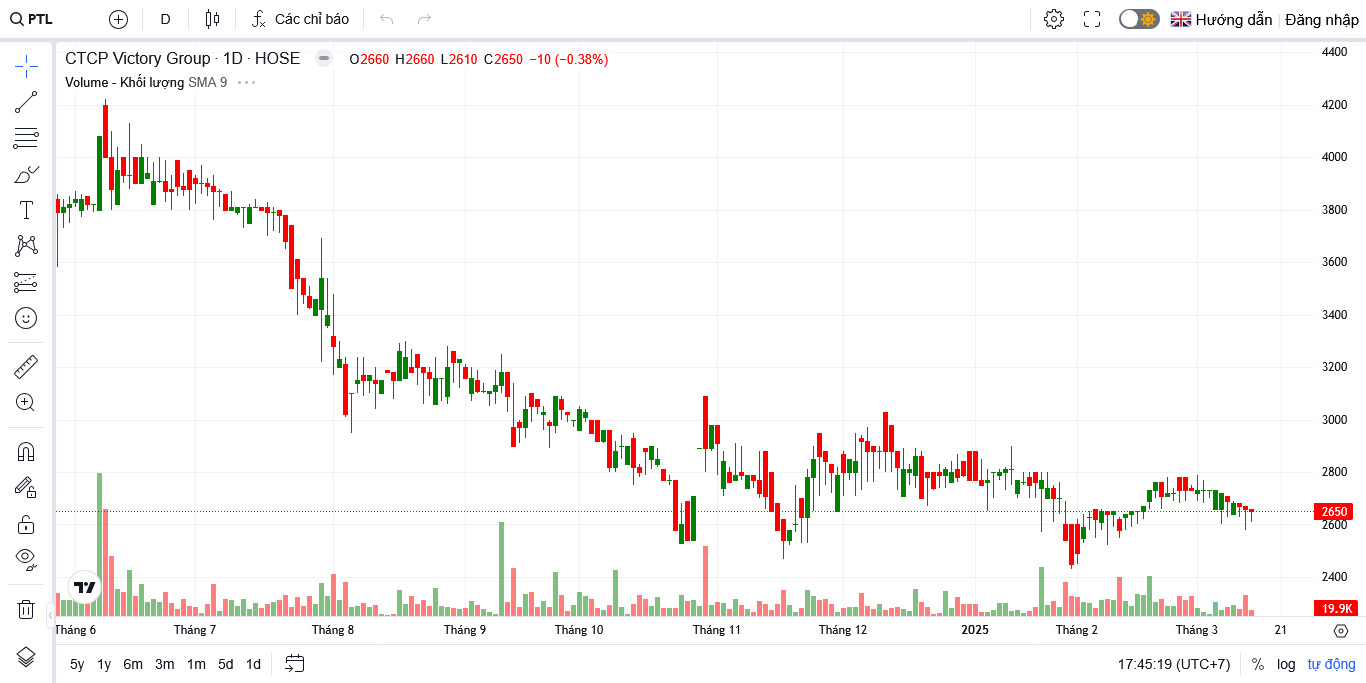 PTL D Các chỉ báo Hướng dẫn Đăng nhập
CTCP Victory Group · 1D · HOSE O2660 H2660 L2610 C2650 −10 (−0.38%)
Volume - Khối lượng SMA 9
4400
4200
4000
3800
3600
3400
3200
3000
2800
2650
2600
2400
19.9K
Tháng 6 Tháng 7 Tháng 8 Tháng 9 Tháng 10 Tháng 11 Tháng 12 2025 Tháng 2 Tháng 3 21
5y 1y 6m 3m 1m 5d 1d 17:45:19 (UTC+7) % log tự động